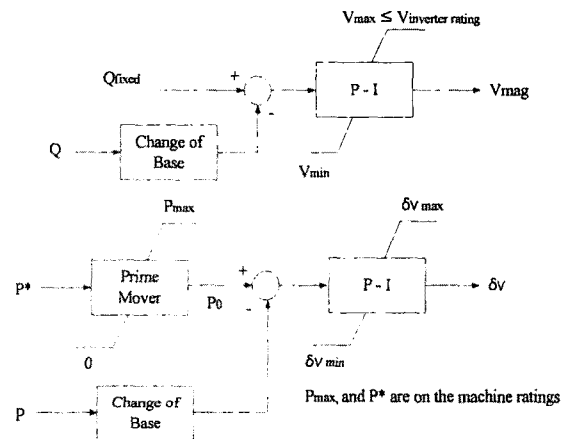 Vmax ≤ Vinverter rating
Qfixed
+
P - I
Vmag
-
Q
Change of
Base
Vmin
Pmax
δv max
P*
Prime
Mover
P0
+
P - I
δv
-
0
δv min
P
Change of
Base
Pmax, and P* are on the machine ratings